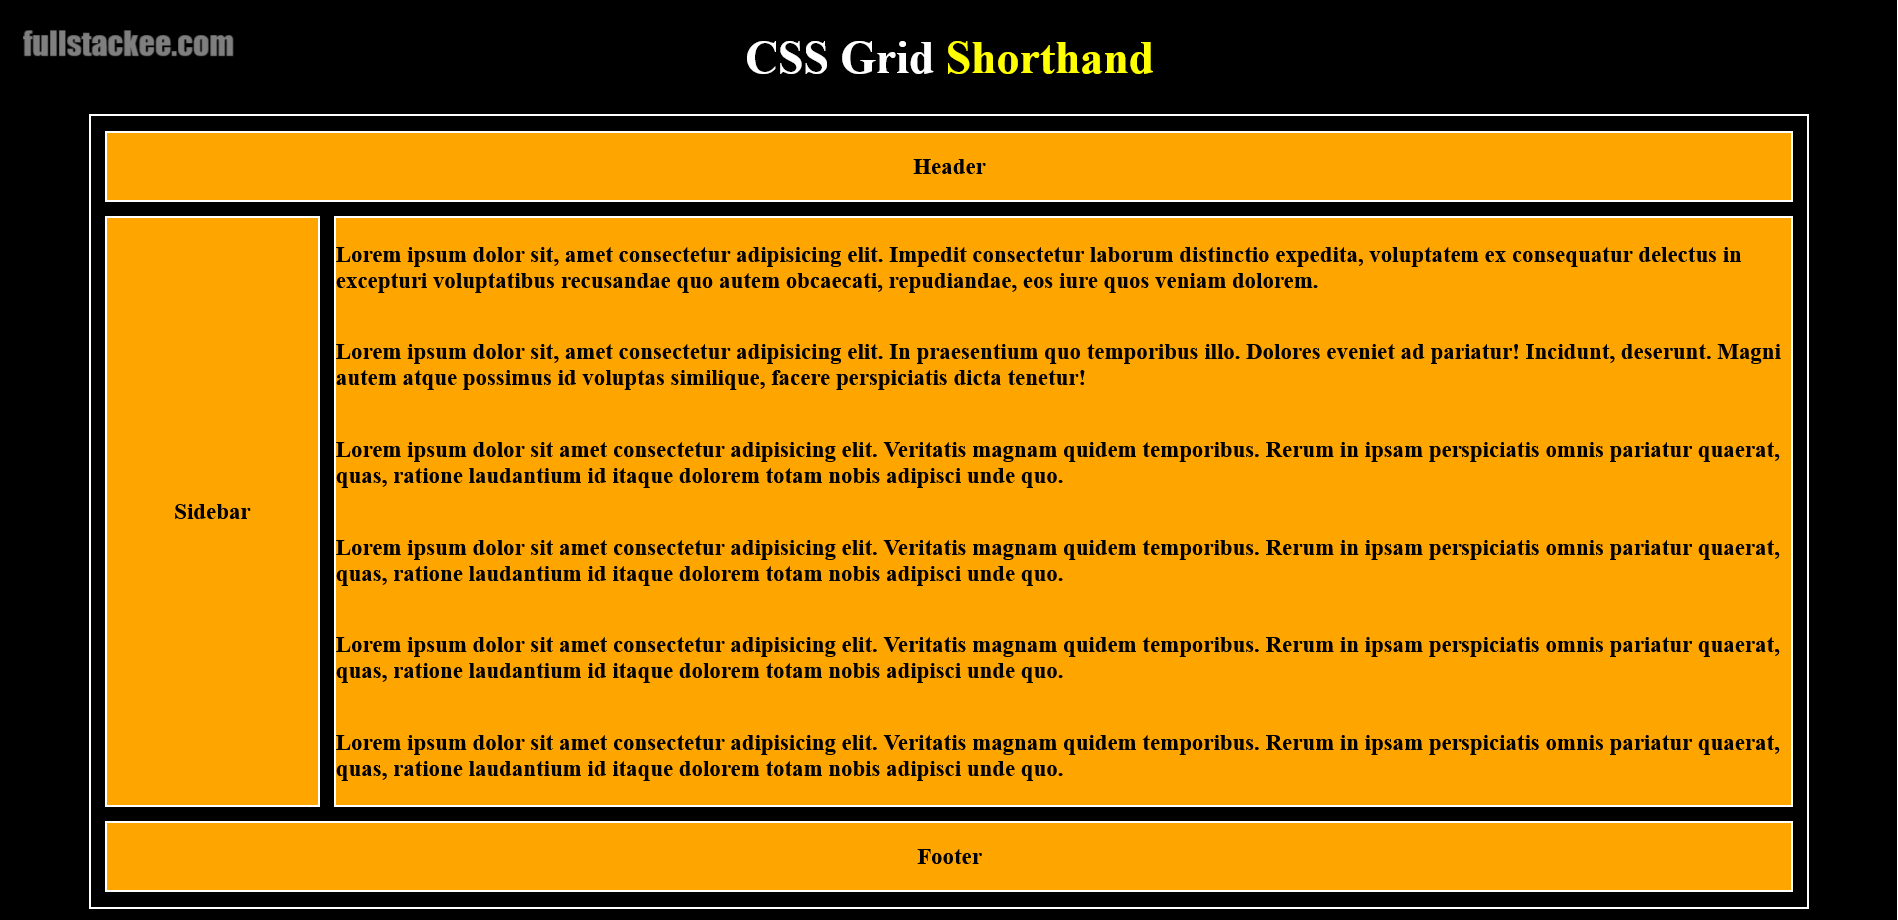 fullstackee.com
CSS Grid Shorthand
Header
Sidebar
Lorem ipsum dolor sit, amet consectetur adipisicing elit. Impedit consectetur laborum distinctio expedita, voluptatem ex consequatur delectus in
excepturi voluptatibus recusandae quo autem obcaecati, repudiandae, eos iure quos veniam dolorem.
Lorem ipsum dolor sit, amet consectetur adipisicing elit. In praesentium quo temporibus illo. Dolores eveniet ad pariatur! Incidunt, deserunt. Magni
autem atque possimus id voluptas similique, facere perspiciatis dicta tenetur!
Lorem ipsum dolor sit amet consectetur adipisicing elit. Veritatis magnam quidem temporibus. Rerum in ipsam perspiciatis omnis pariatur quaerat,
quas, ratione laudantium id itaque dolorem totam nobis adipisci unde quo.
Lorem ipsum dolor sit amet consectetur adipisicing elit. Veritatis magnam quidem temporibus. Rerum in ipsam perspiciatis omnis pariatur quaerat,
quas, ratione laudantium id itaque dolorem totam nobis adipisci unde quo.
Lorem ipsum dolor sit amet consectetur adipisicing elit. Veritatis magnam quidem temporibus. Rerum in ipsam perspiciatis omnis pariatur quaerat,
quas, ratione laudantium id itaque dolorem totam nobis adipisci unde quo.
Lorem ipsum dolor sit amet consectetur adipisicing elit. Veritatis magnam quidem temporibus. Rerum in ipsam perspiciatis omnis pariatur quaerat,
quas, ratione laudantium id itaque dolorem totam nobis adipisci unde quo.
Footer